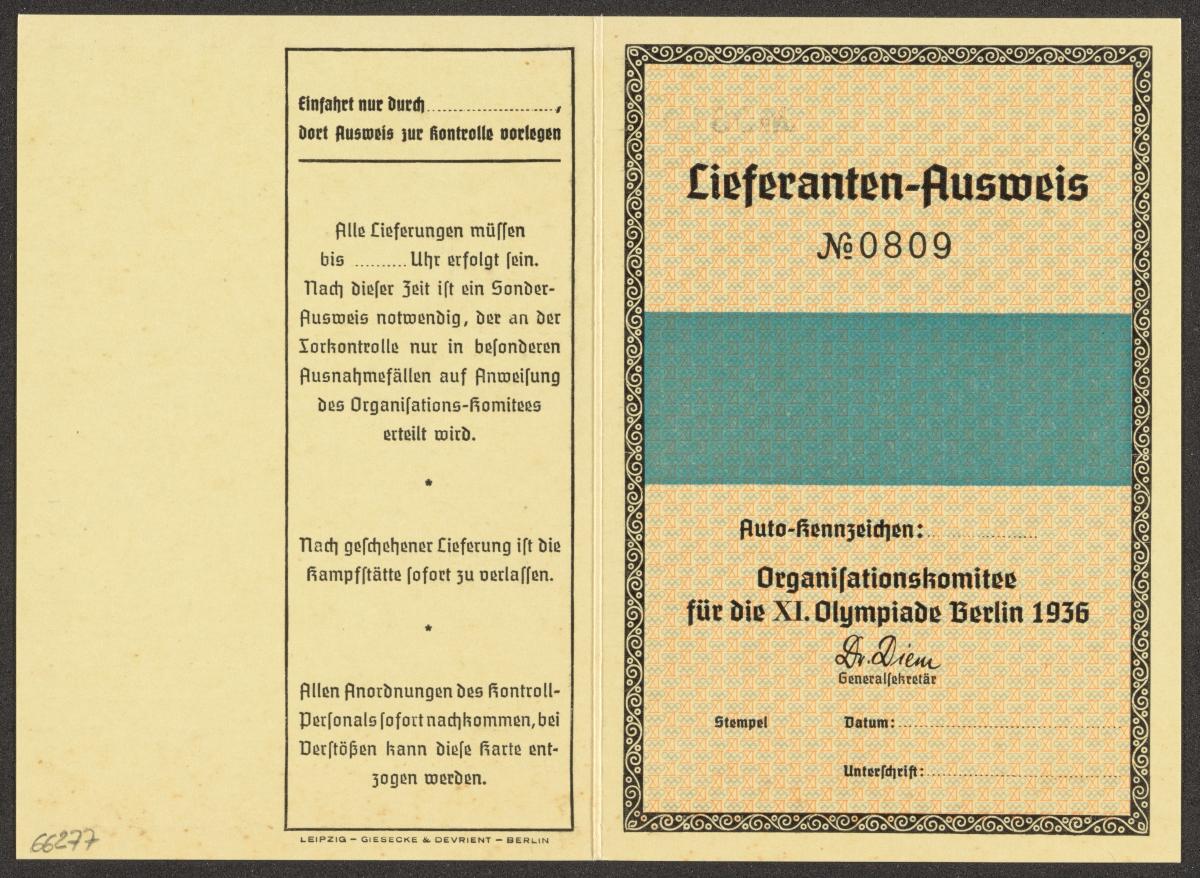 Einfahrt nur durch....................,
dort Ausweis zur Kontrolle vorlegen
Alle Lieferungen müſſen
bis ......... Uhr erfolgt ſein.
Nach dieſer Zeit iſt ein Sonder-
Ausweis notwendig, der an der
Torkontrolle nur in beſonderen
Ausnahmefällen auf Anweiſung
des Organiſations-Komitees
erteilt wird.
*
Nach geſchehener Lieferung iſt die
Kampfſtätte ſofort zu verlaſſen.
*
Allen Anordnungen des Kontroll-
Perſonals ſofort nachkommen, bei
Verſtößen kann dieſe Karte ent-
zogen werden.
LEIPZIG – GIESECKE & DEVRIENT – BERLIN
66277
Lieferanten-Ausweis
№ 0809
Auto-Kennzeichen:....................
Organiſationskomitee
für die XI. Olympiade Berlin 1936
Dr. Diem
Generalſekretär
Stempel Datum:....................
Unterſchrift:....................